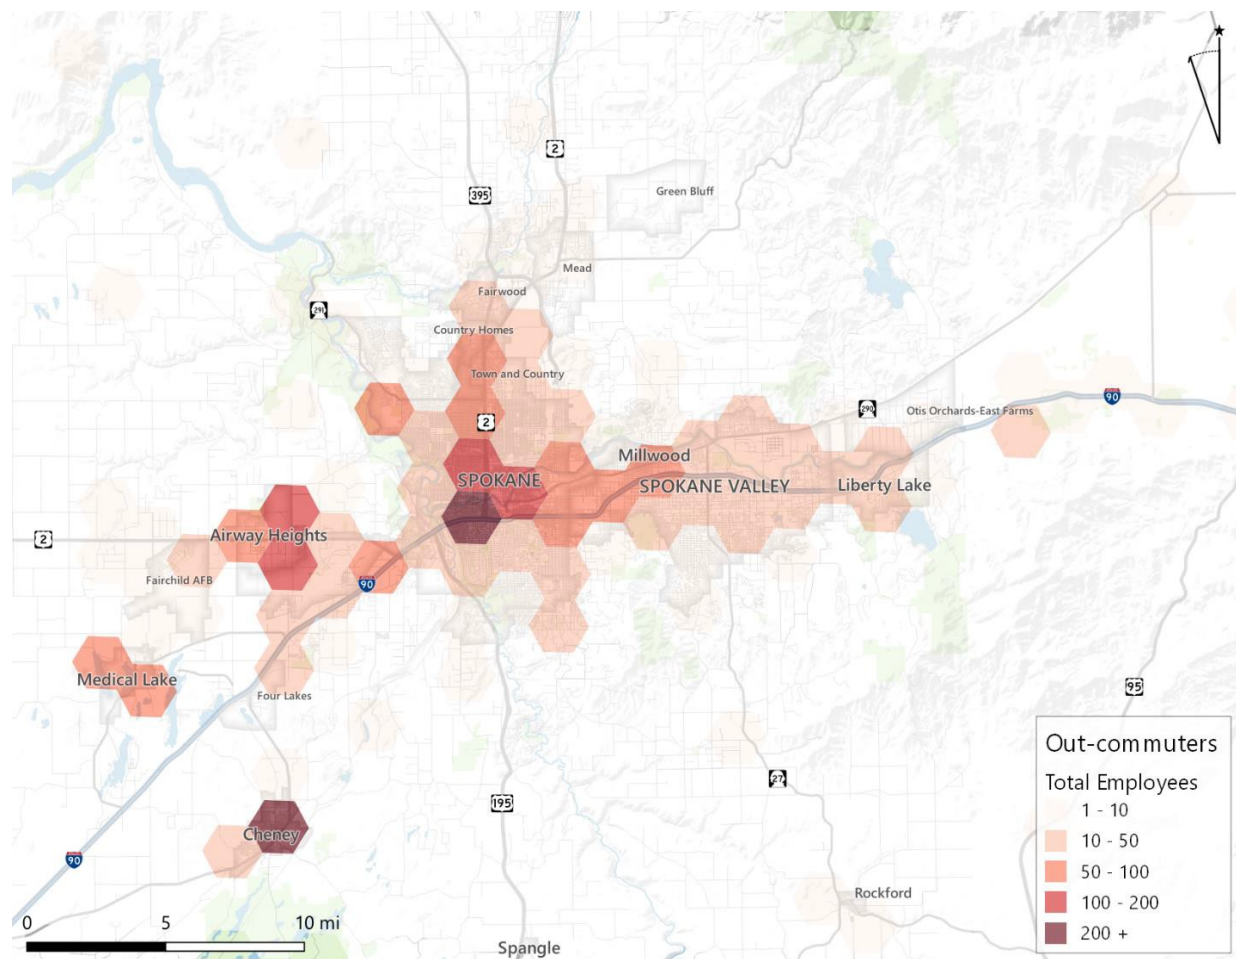 2
395
Green Bluff
Mead
Fairwood
291
Country Homes
Town and Country
90
290
Otis Orchards-East Farms
2
Millwood
SPOKANE
SPOKANE VALLEY
Liberty Lake
2
Airway Heights
Fairchild AFB
90
Medical Lake
Four Lakes
95
27
195
Cheney
90
Rockford
Spangle
0 5 10 mi
Out-commuters
Total Employees
1 - 10
10 - 50
50 - 100
100 - 200
200 +